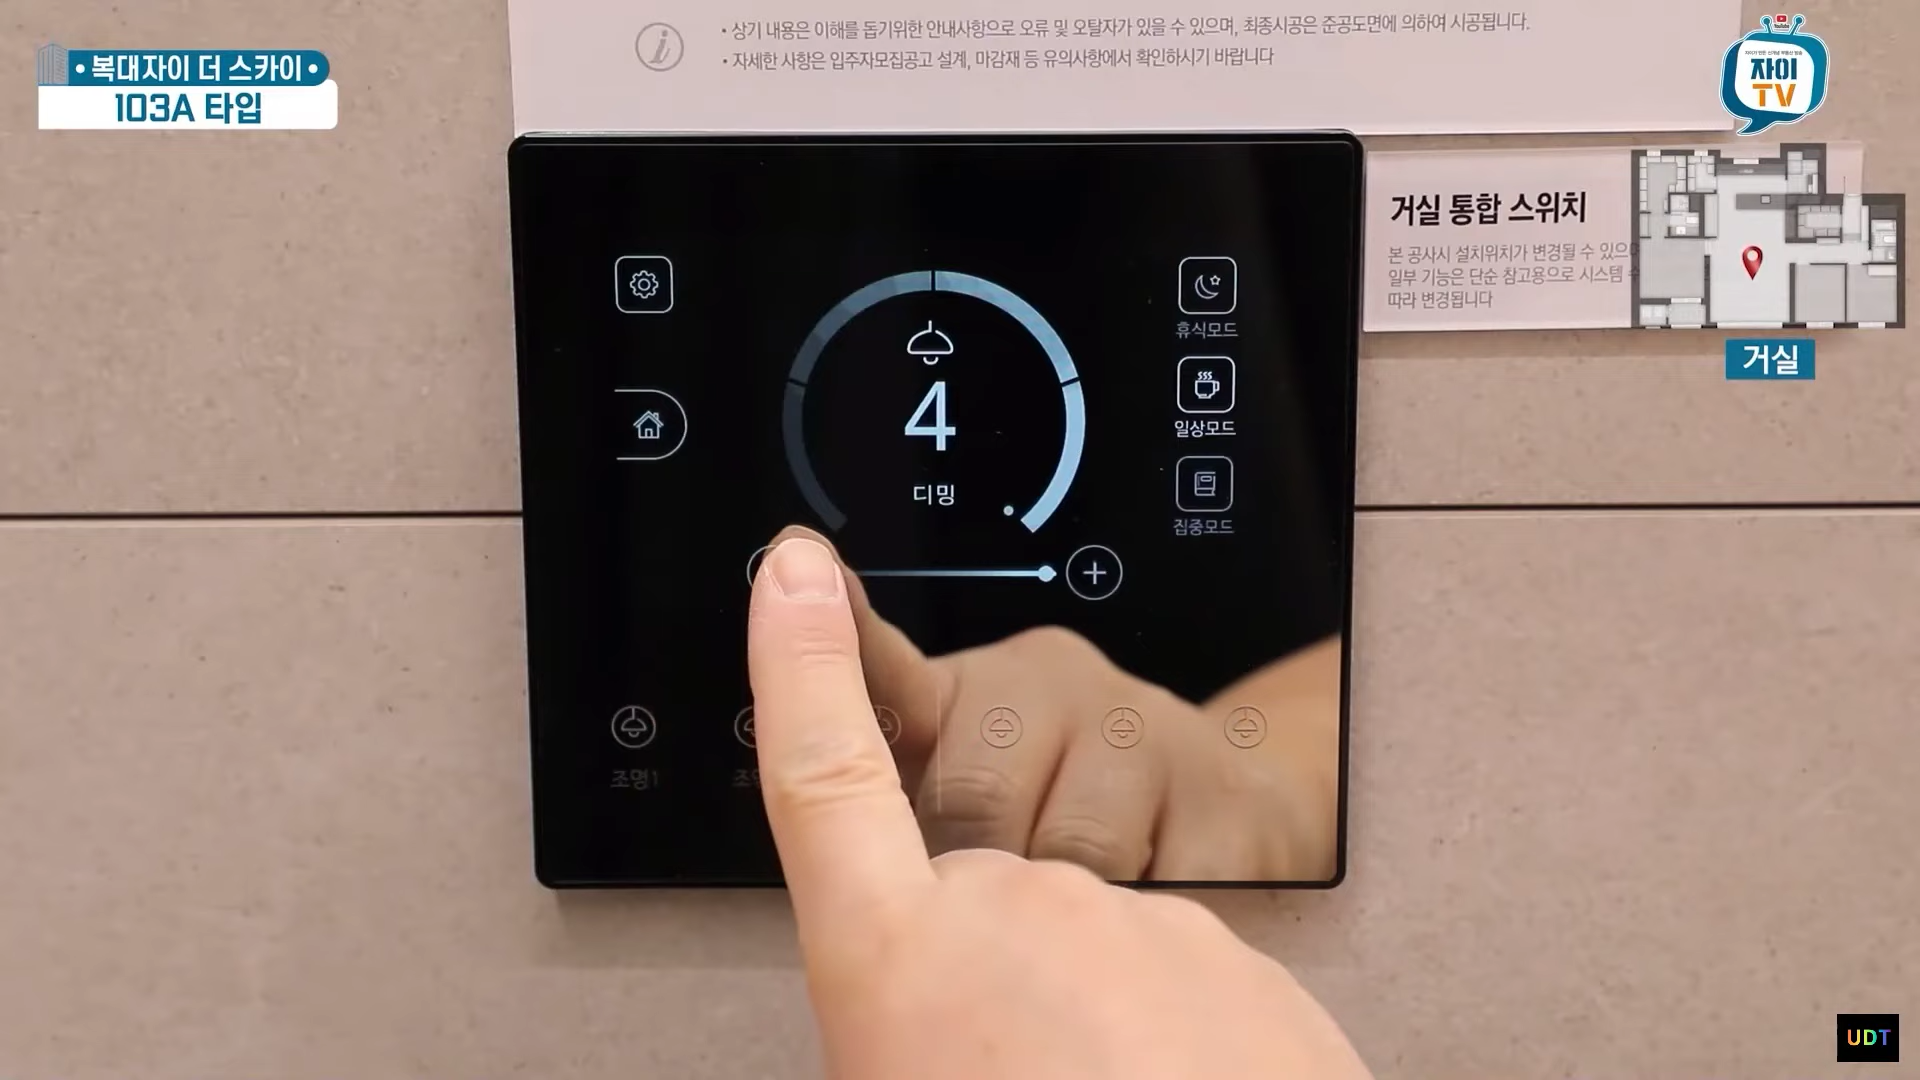 • 상기 내용은 이해를 돕기위한 안내사항으로 오류 및 오탈자가 있을 수 있으며, 최종시공은 준공도면에 의하여 시공됩니다.
• 자세한 사항은 입주자모집공고 설계, 마감재 등 유의사항에서 확인하시기 바랍니다
• 복대자이 더 스카이 •
103A 타입
자이
TV
거실 통합 스위치
본 공사시 설치위치가 변경될 수 있으며
일부 기능은 단순 참고용으로 시스템
따라 변경됩니다
거실
4
디밍
휴식모드
일상모드
집중모드
+
조명1
UDT